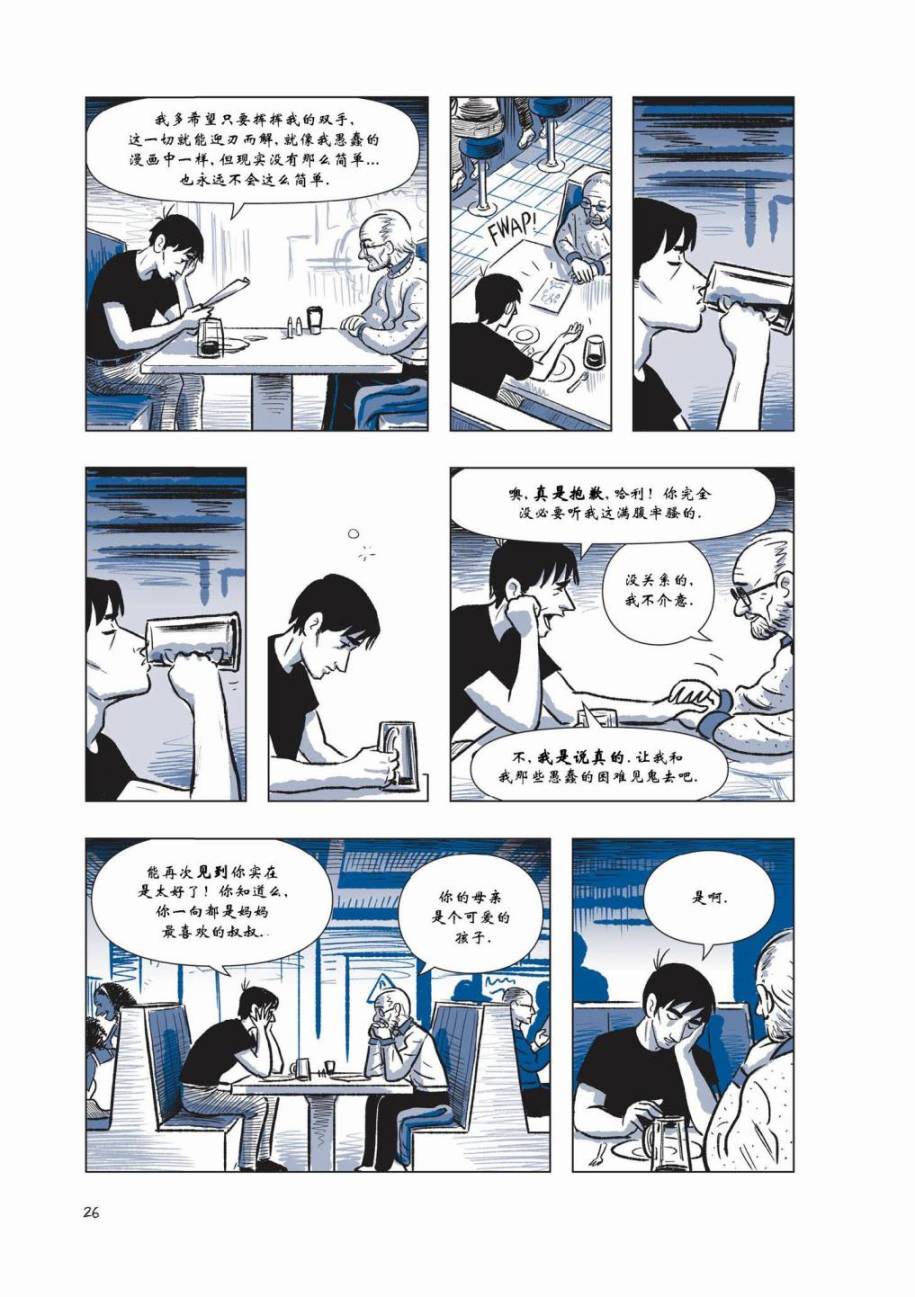 我多希望只要挥挥我的双手,
这一切就能迎刃而解,就像我愚蠢的
漫画中一样,但现实没有那么简单...
也永远不会这么简单.
FWAP!
噢,真是抱歉,哈利!你完全
没必要听我这满腹牢骚的.
没关系的,
我不介意.
不,我是说真的.让我和
我那些愚蠢的困难见鬼去吧.
能再次见到你实在
是太好了!你知道么,
你一向都是妈妈
最喜欢的叔叔..
你的母亲
是个可爱的
孩子.
是啊.
26